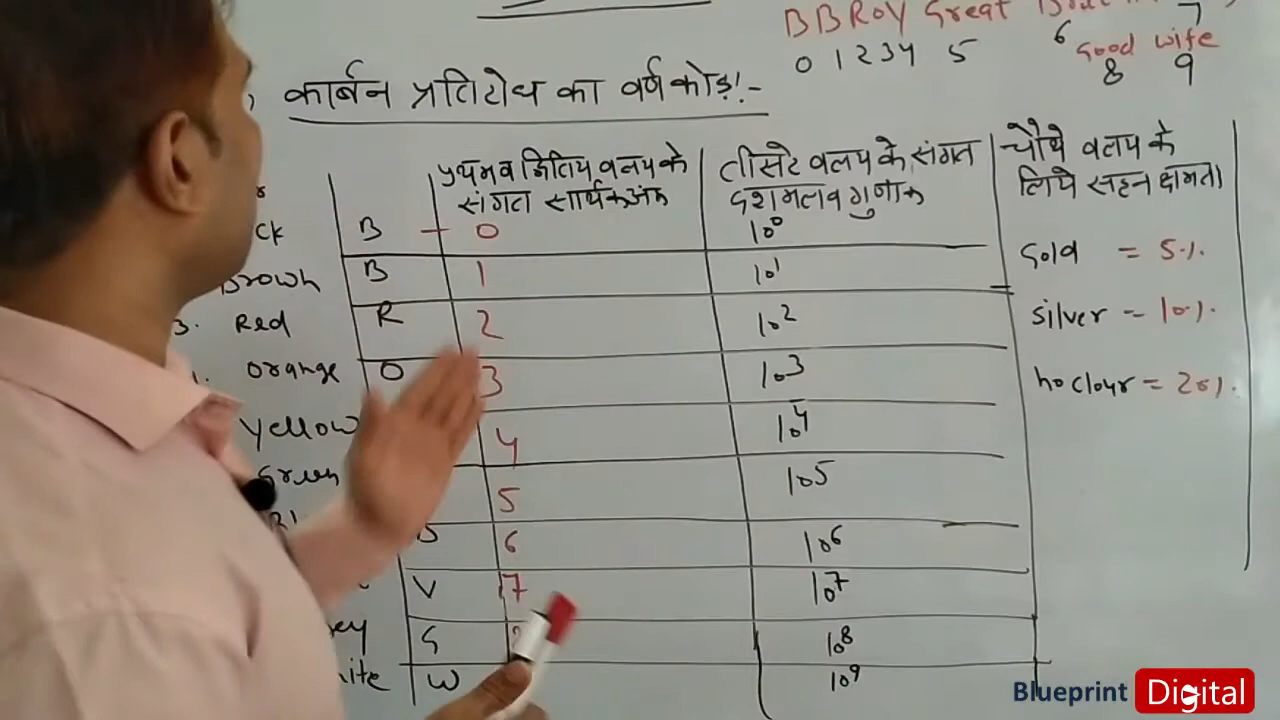 BBROY Great
0 1 2 3 4 5 6 7
Good wife
8 9
कार्बन प्रतिरोध का वर्ण कोड़!-
प्रथम व द्वितिय वलय के
संगत सार्थक अंक
तीसरे वलय के संगत
दशमलव गुणांक
चौथे वलय के
लिये सहन क्षमता
ck B - 0 10⁰
Brown B 1 10¹
3. Red R 2 10²
orange O 3 10³
Yellow 4 10⁴
Green 5 10⁵
6 10⁶
V 7 10⁷
ey G 10⁸
ite W 10⁹
Gold = 5%
silver = 10%
no clour = 20%
Blueprint Digital